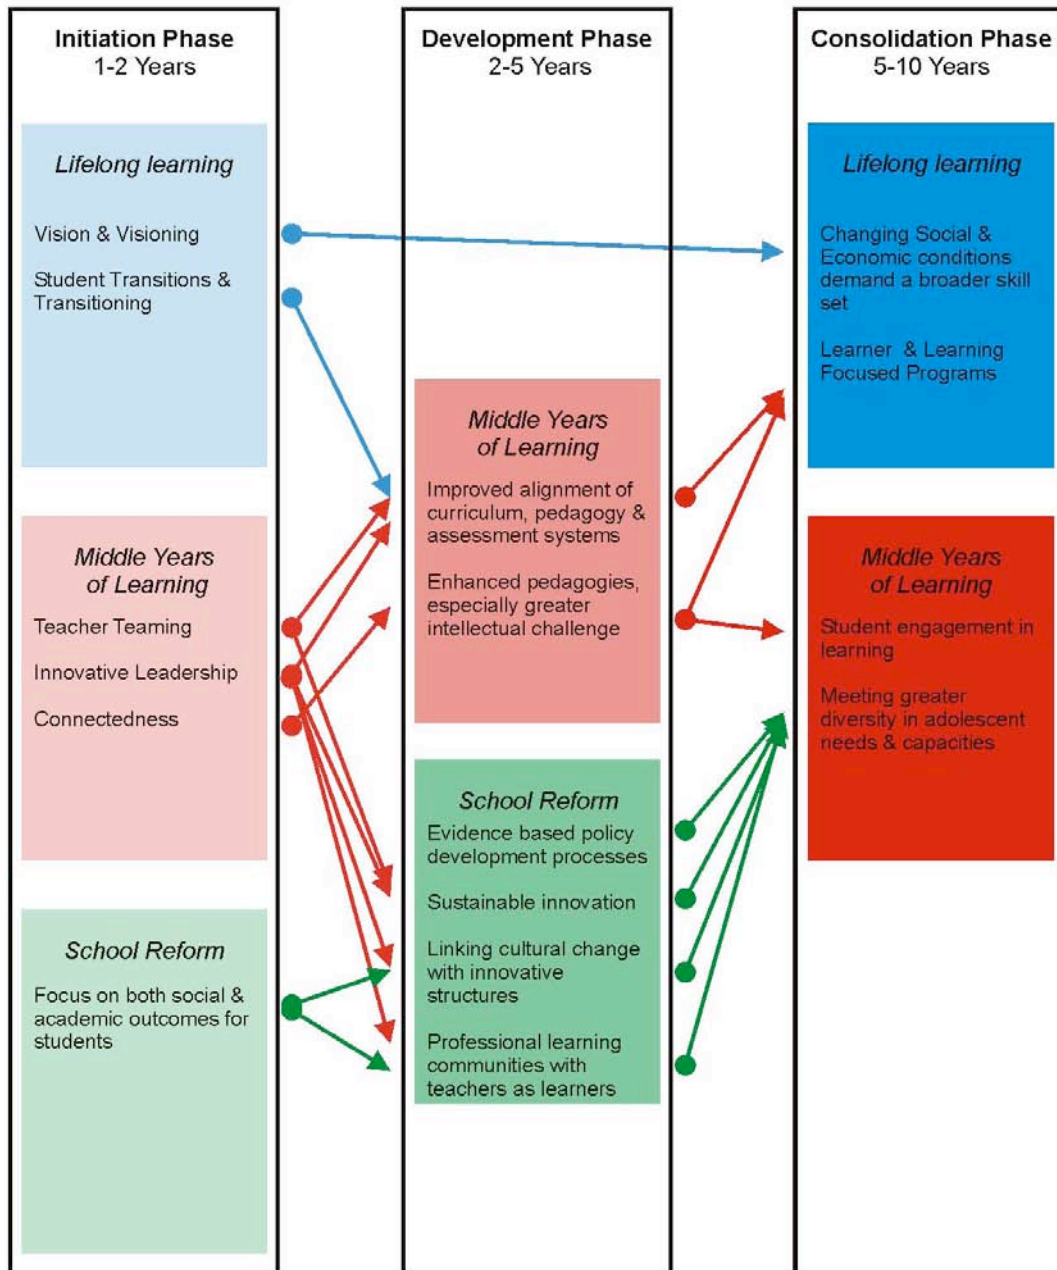 Initiation Phase
1-2 Years
Lifelong learning
Vision & Visioning
Student Transitions &
Transitioning
Middle Years
of Learning
Teacher Teaming
Innovative Leadership
Connectedness
School Reform
Focus on both social &
academic outcomes for
students
Development Phase
2-5 Years
Middle Years
of Learning
Improved alignment of
curriculum, pedagogy &
assessment systems
Enhanced pedagogies,
especially greater
intellectual challenge
School Reform
Evidence based policy
development processes
Sustainable innovation
Linking cultural change
with innovative
structures
Professional learning
communities with
teachers as learners
Consolidation Phase
5-10 Years
Lifelong learning
Changing Social &
Economic conditions
demand a broader skill
set
Learner & Learning
Focused Programs
Middle Years
of Learning
Student engagement in
learning
Meeting greater
diversity in adolescent
needs & capacities